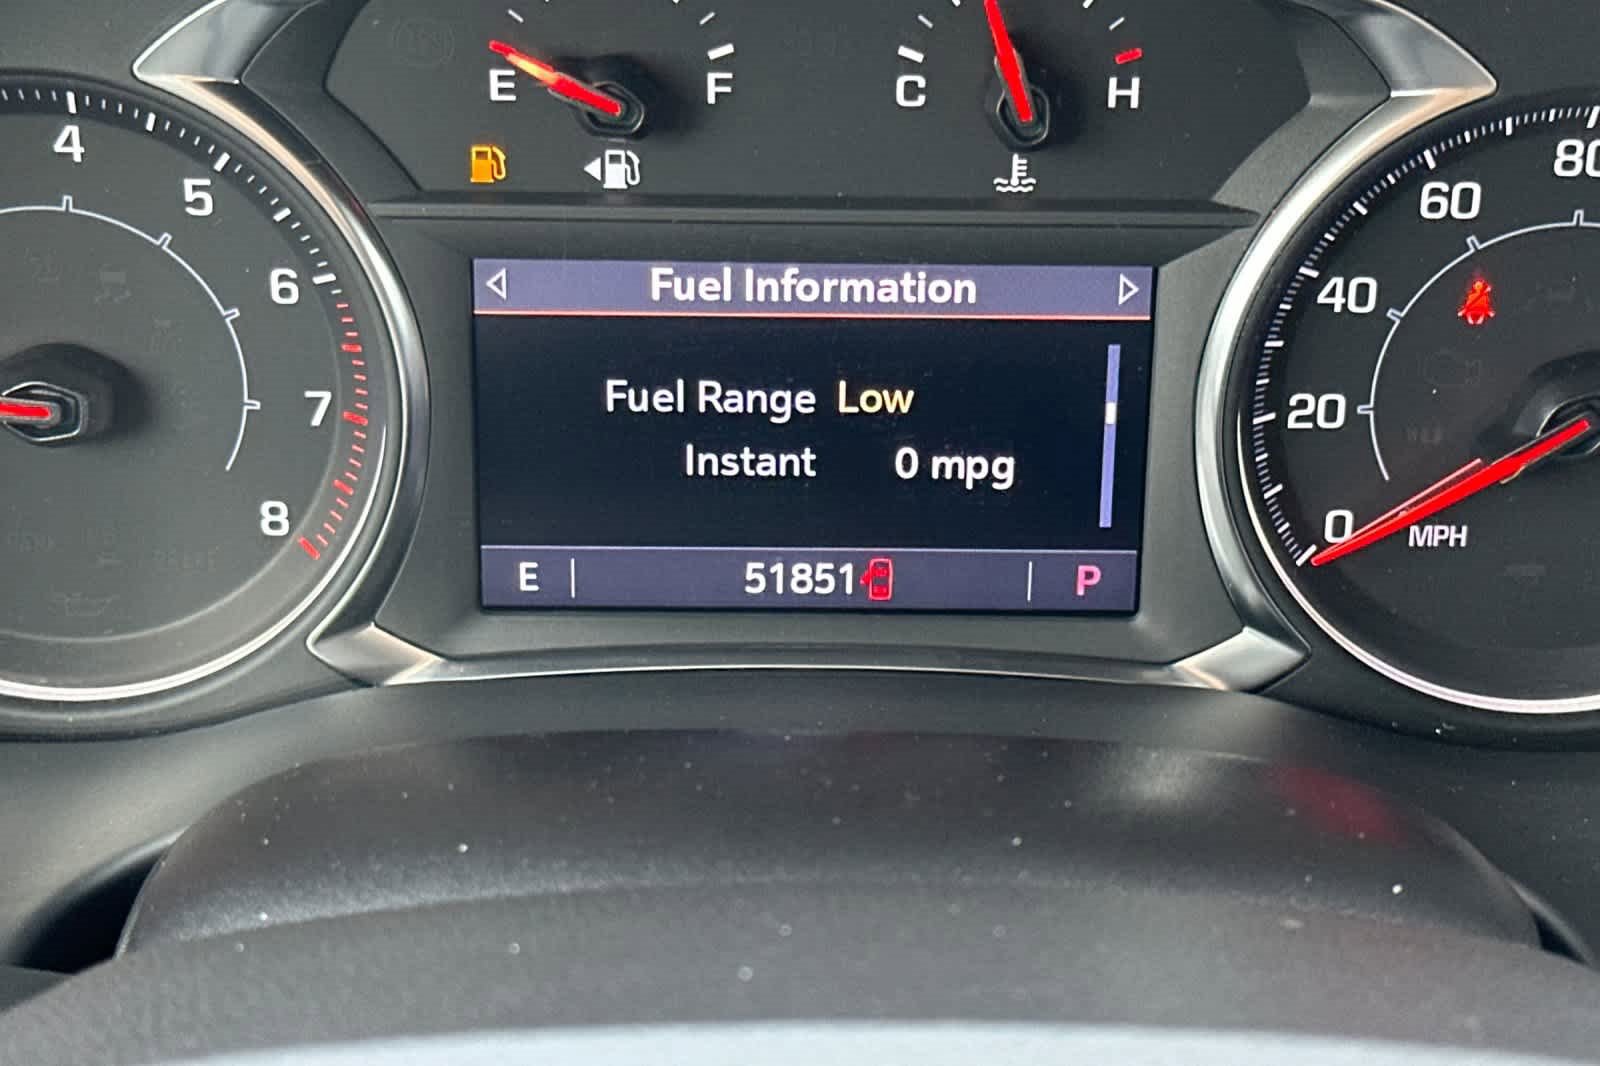 E F C H
4 5 6 7 8
Fuel Information
Fuel Range Low
Instant 0 mpg
E 51851 P
80 60 40 20 0
MPH